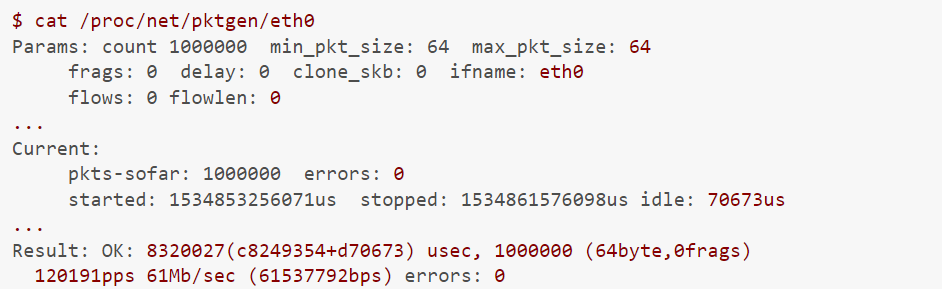 $ cat /proc/net/pktgen/eth0
Params: count 1000000  min_pkt_size: 64  max_pkt_size: 64
     frags: 0  delay: 0  clone_skb: 0  ifname: eth0
     flows: 0 flowlen: 0
...
Current:
     pkts-sofar: 1000000  errors: 0
     started: 1534853256071us  stopped: 1534861576098us idle: 70673us
...
Result: OK: 8320027(c8249354+d70673) usec, 1000000 (64byte,0frags)
  120191pps 61Mb/sec (61537792bps) errors: 0